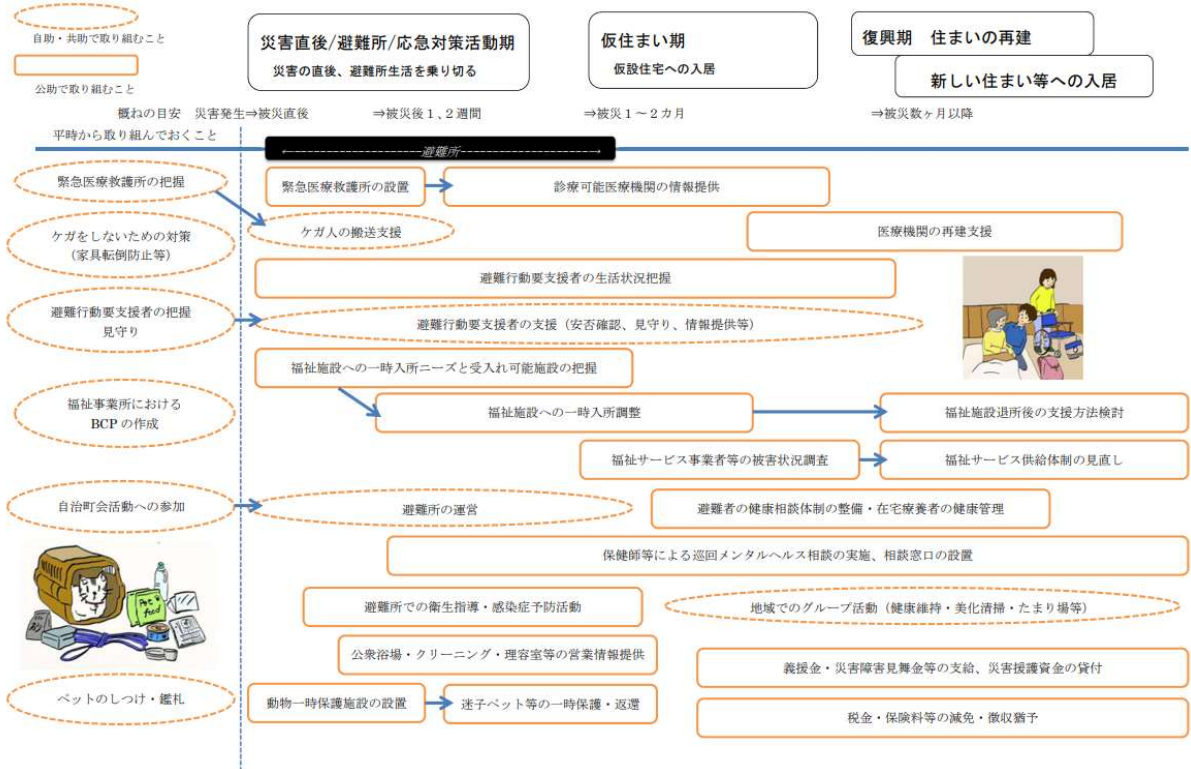 自助・共助で取り組むこと
公助で取り組むこと
災害直後/避難所/応急対策活動期
災害の直後、避難所生活を乗り切る
仮住まい期
仮設住宅への入居
復興期 住まいの再建
新しい住まい等への入居
概ねの目安 災害発生⇒被災直後 ⇒被災後1、2週間 ⇒被災1~2カ月 ⇒被災数ヶ月以降
平時から取り組んでおくこと
避難所
緊急医療救護所の把握
緊急医療救護所の設置
診療可能医療機関の情報提供
ケガをしないための対策
(家具転倒防止等)
ケガ人の搬送支援
医療機関の再建支援
避難行動要支援者の生活状況把握
避難行動要支援者の把握
見守り
避難行動要支援者の支援(安否確認、見守り、情報提供等)
福祉施設への一時入所ニーズと受入れ可能施設の把握
福祉事業所における
BCPの作成
福祉施設への一時入所調整
福祉施設退所後の支援方法検討
福祉サービス事業者等の被害状況調査
福祉サービス供給体制の見直し
自治町会活動への参加
避難所の運営
避難者の健康相談体制の整備・在宅療養者の健康管理
保健師等による巡回メンタルヘルス相談の実施、相談窓口の設置
Pet's
food
避難所での衛生指導・感染症予防活動
地域でのグループ活動(健康維持・美化清掃・たまり場等)
公衆浴場・クリーニング・理容室等の営業情報提供
義援金・災害障害見舞金等の支給、災害援護資金の貸付
ペットのしつけ・鑑札
動物一時保護施設の設置
迷子ペット等の一時保護・返還
税金・保険料等の減免・徴収猶予